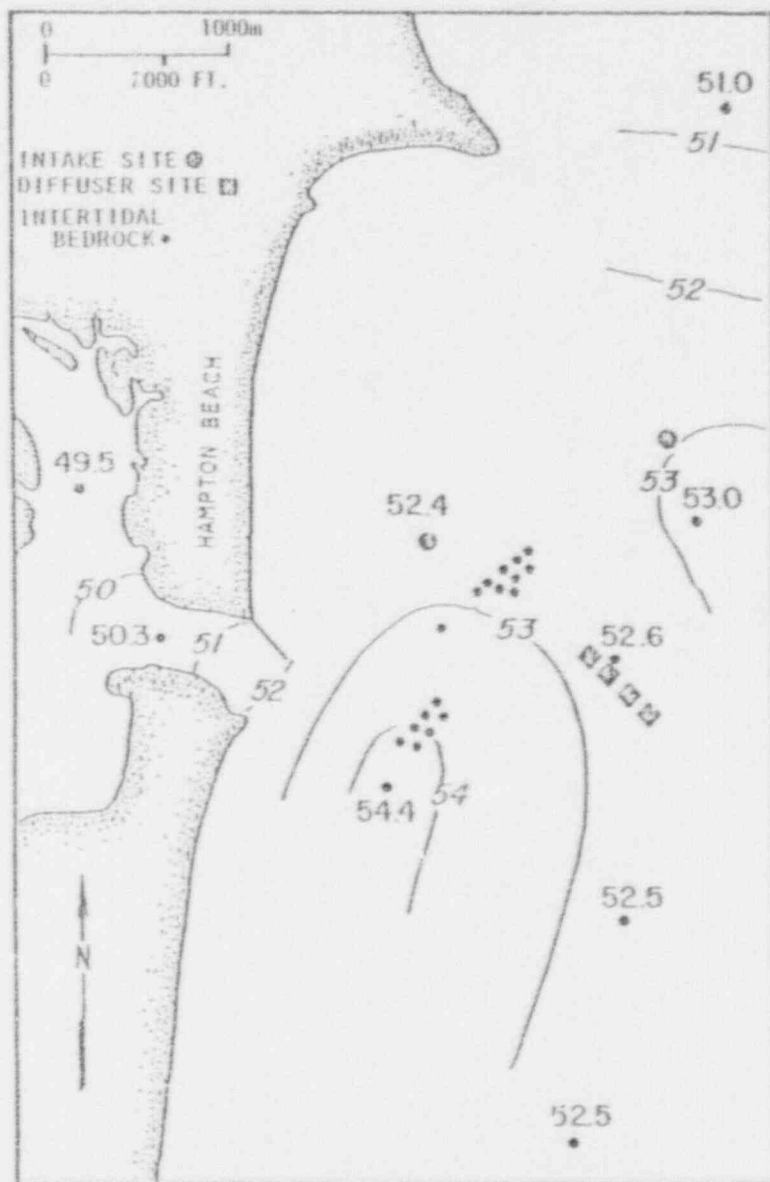 0 1000m
0 2000 FT.
INTAKE SITE
DIFFUSER SITE
INTERTIDAL
BEDROCK
51.0
51
52
HAMPTON BEACH
49.5
52.4
53
53.0
50
50.3
51
52
53
52.6
54.4
54
52.5
N
52.5